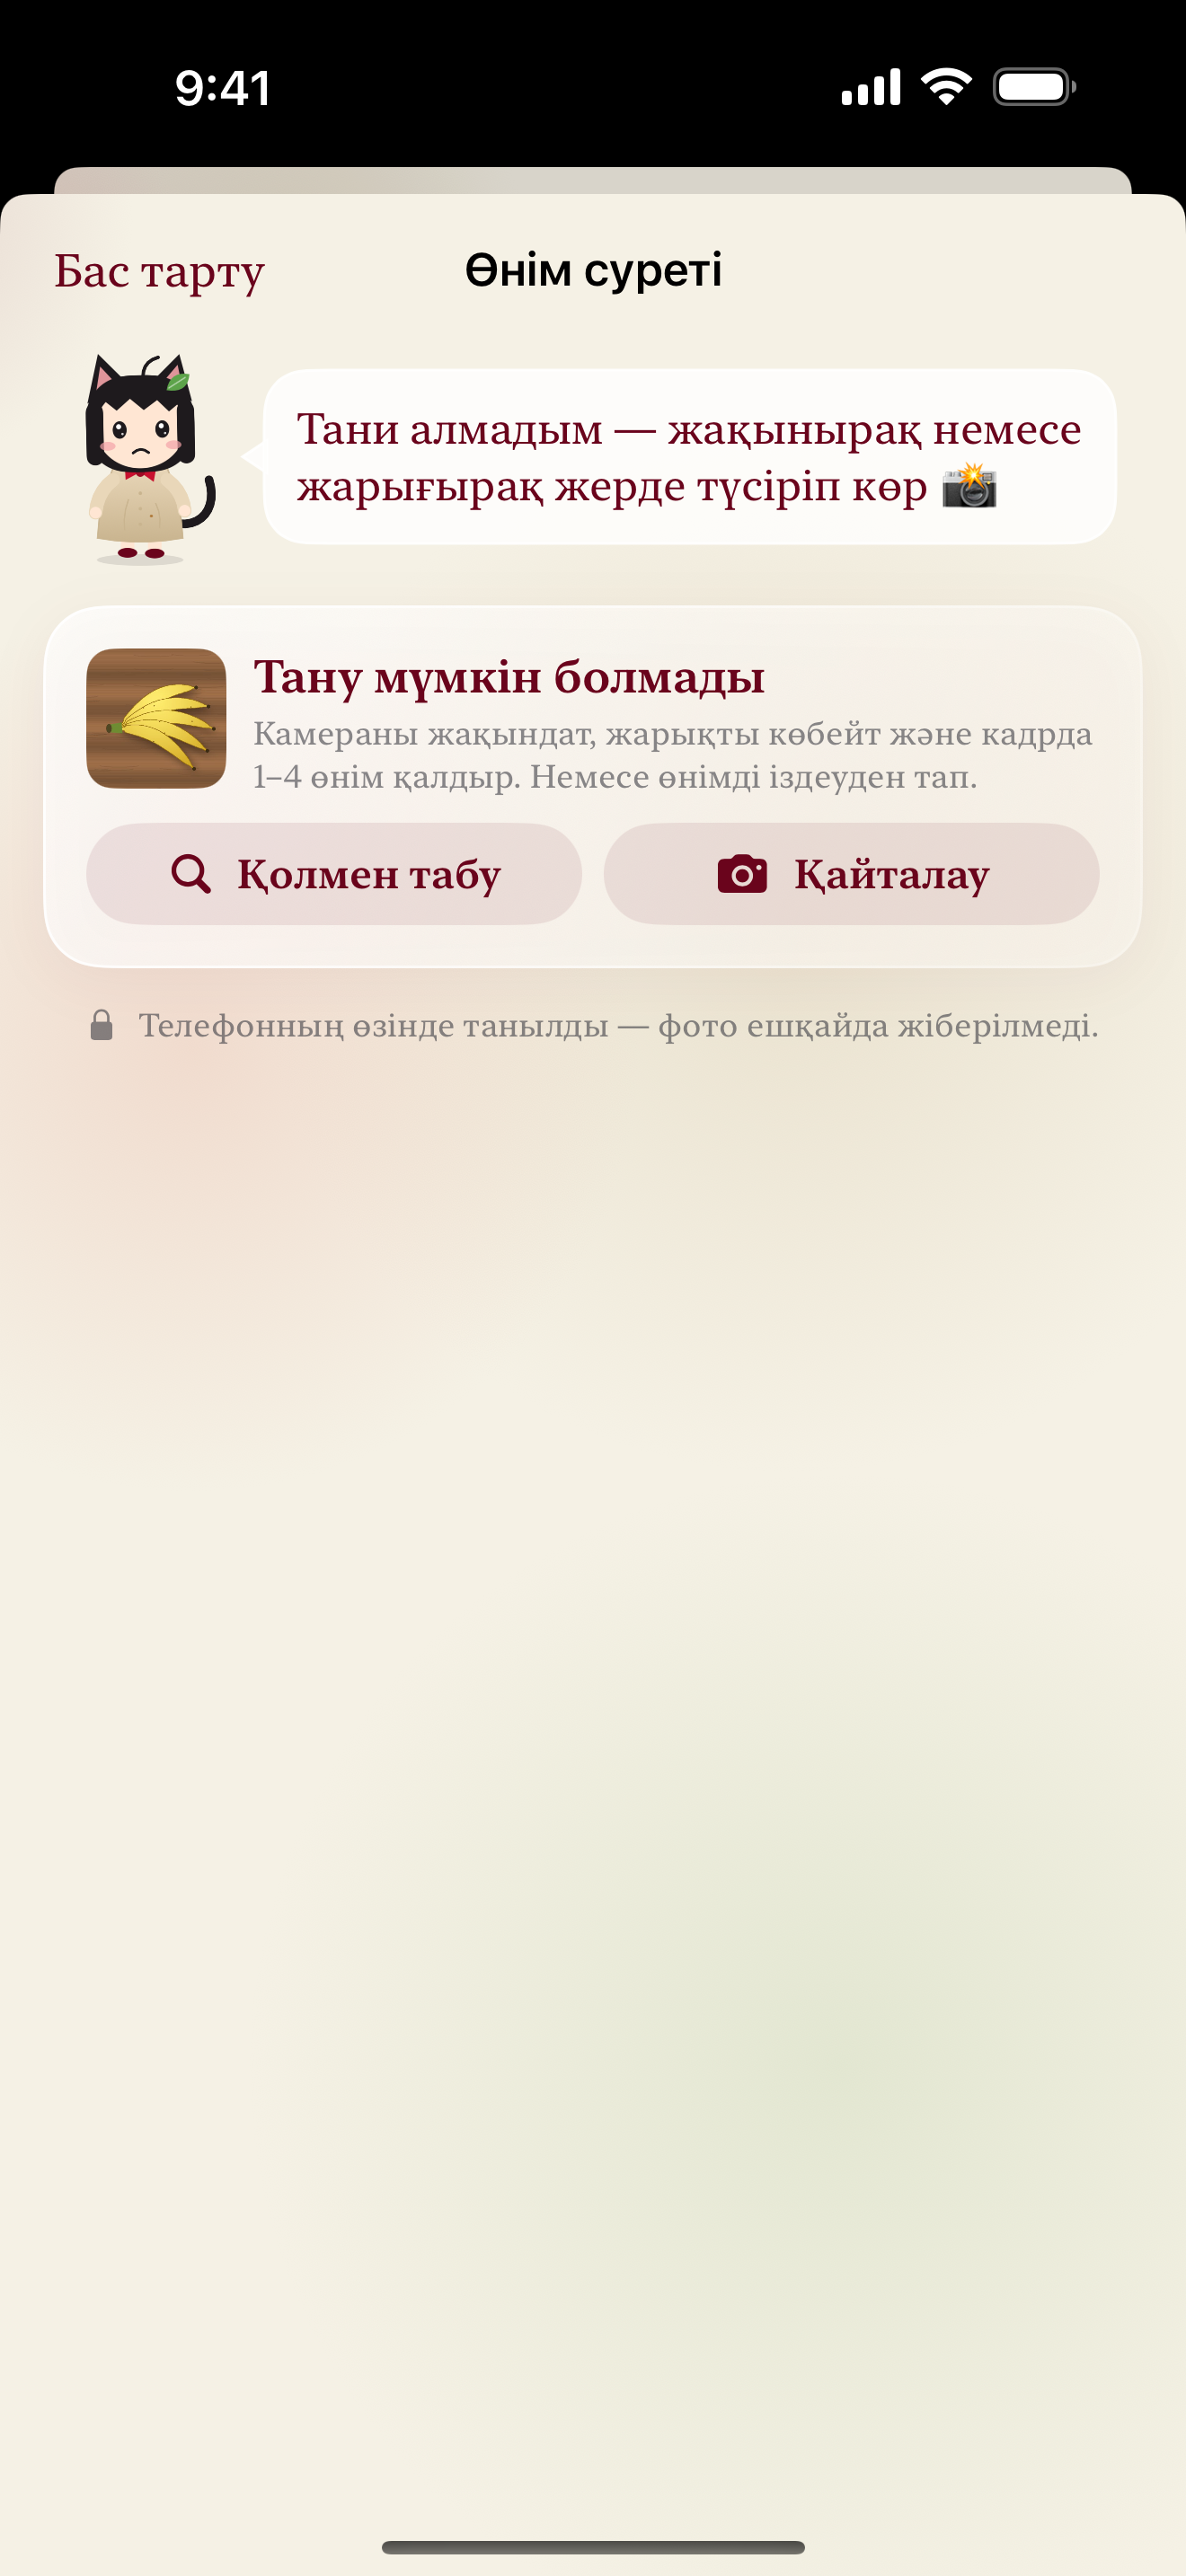 9:41
Бас тарту
Өнім суреті
Тани алмадым — жақынырақ немесе
жарығырақ жерде түсіріп көр 📸
Тану мүмкін болмады
Камераны жақындат, жарықты көбейт және кадрда
1–4 өнім қалдыр. Немесе өнімді іздеуден тап.
Қолмен табу
Қайталау
Телефонның өзінде танылды — фото ешқайда жіберілмеді.